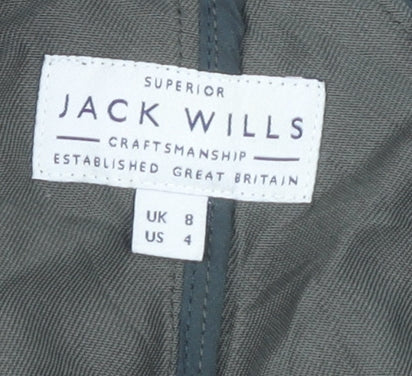 SUPERIOR
JACK WILLS
CRAFTSMANSHIP
ESTABLISHED GREAT BRITAIN
UK 8
US 4